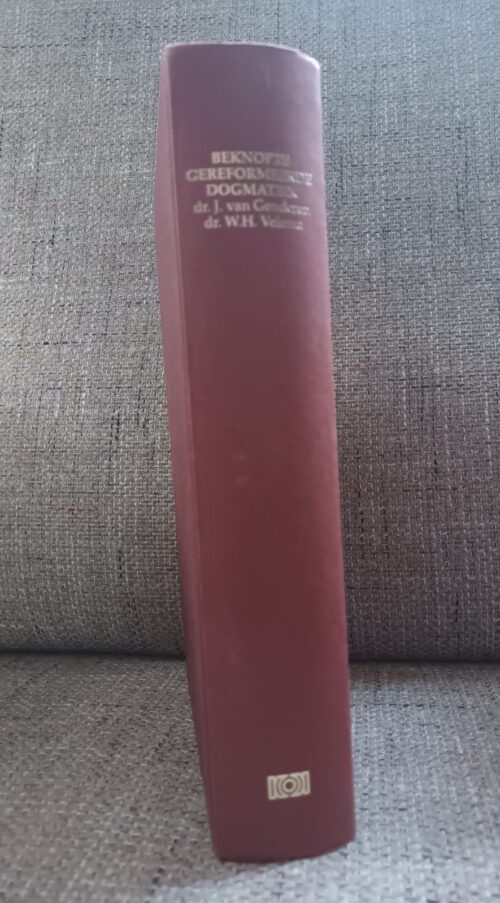 BEKNOPTE
GEREFORMEERDE
DOGMATIEK
dr. J. van Genderen
dr. W.H. Velema